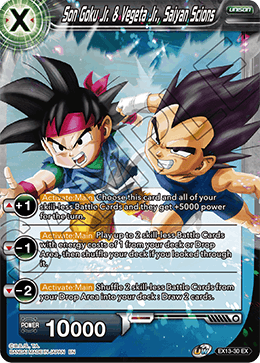 X
Son Goku Jr. & Vegeta Jr., Saiyan Scions
UNISON
+1 Activate:Main Choose this card and all of your
skill-less Battle Cards and they get +5000 power
for the turn.
-1 Activate:Main Play up to 2 skill-less Battle Cards
with energy costs of 1 from your deck or Drop
Area, then shuffle your deck if you looked through
it.
-2 Activate:Main Shuffle 2 skill-less Battle Cards from
your Drop Area into your deck: Draw 2 cards.
POWER 10000
EX13-30 EX